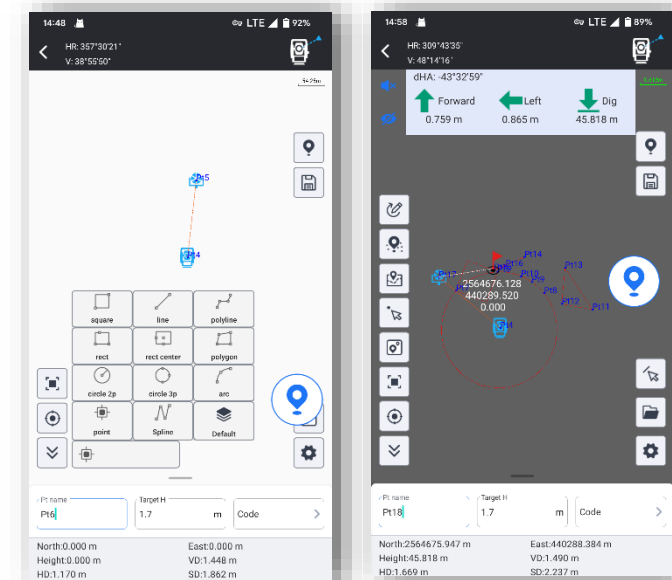 14:48
LTE 92%
HR: 357°30'21"
V: 38°55'50"
Pt5
Pt4
square
line
polyline
rect
rect center
polygon
circle 2p
circle 3p
arc
point
Spline
Default
Pt name
Pt6
Target H
1.7 m
Code
North:0.000 m
East:0.000 m
Height:0.000 m
VD:1.448 m
HD:1.170 m
SD:1.862 m
14:58
LTE 89%
HR: 309°43'35"
V: 48°14'16"
dHA: -43°32'59"
Forward
Left
Dig
0.759 m
0.865 m
45.818 m
Pt14
Pt16
Pt13
Pt10
Pt9
Pt8
Pt12
Pt11
2564676.128
440289.520
0.000
Pt4
Pt name
Pt18
Target H
1.7 m
Code
North:2564675.947 m
East:440288.384 m
Height:45.818 m
VD:1.490 m
HD:1.669 m
SD:2.237 m